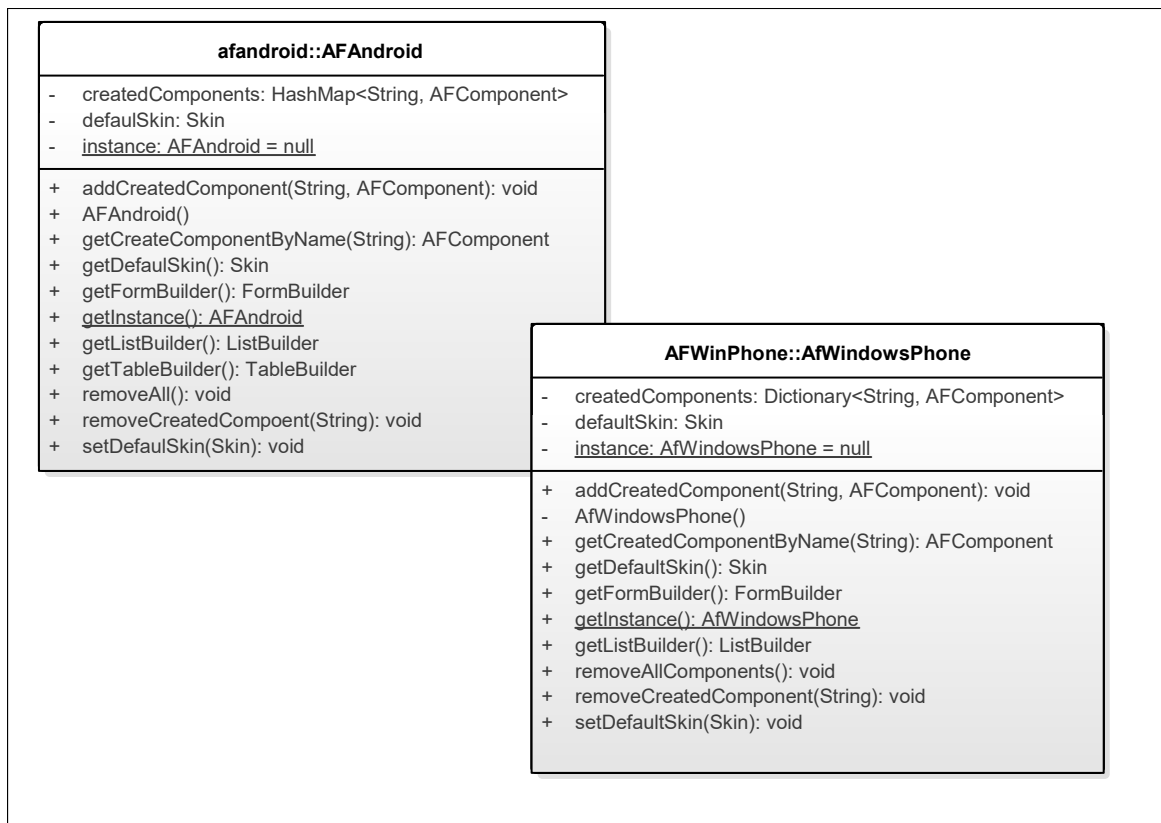 afandroid::AFAndroid
- createdComponents: HashMap<String, AFComponent>
- defaulSkin: Skin
- instance: AFAndroid = null
+ addCreatedComponent(String, AFComponent): void
+ AFAndroid()
+ getCreateComponentByName(String): AFComponent
+ getDefaulSkin(): Skin
+ getFormBuilder(): FormBuilder
+ getInstance(): AFAndroid
+ getListBuilder(): ListBuilder
+ getTableBuilder(): TableBuilder
+ removeAll(): void
+ removeCreatedCompoent(String): void
+ setDefaulSkin(Skin): void
AFWinPhone::AfWindowsPhone
- createdComponents: Dictionary<String, AFComponent>
- defaultSkin: Skin
- instance: AfWindowsPhone = null
+ addCreatedComponent(String, AFComponent): void
- AfWindowsPhone()
+ getCreatedComponentByName(String): AFComponent
+ getDefaultSkin(): Skin
+ getFormBuilder(): FormBuilder
+ getInstance(): AfWindowsPhone
+ getListBuilder(): ListBuilder
+ removeAllComponents(): void
+ removeCreatedComponent(String): void
+ setDefaultSkin(Skin): void